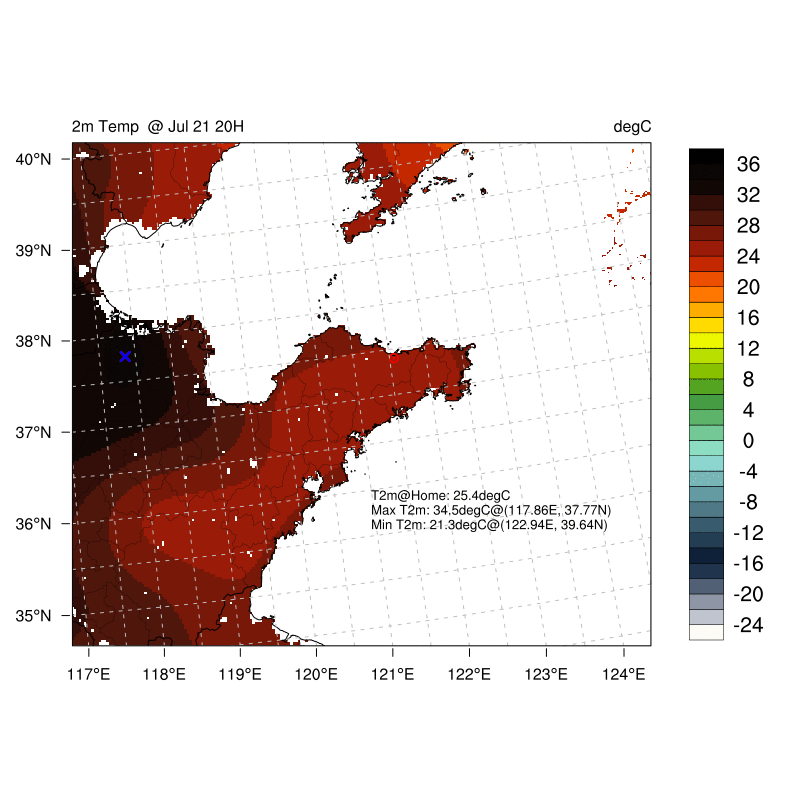 2m Temp @ Jul 21 20H
degC
40°N
39°N
38°N
37°N
36°N
35°N
117°E 118°E 119°E 120°E 121°E 122°E 123°E 124°E
T2m@Home: 25.4degC
Max T2m: 34.5degC@(117.86E, 37.77N)
Min T2m: 21.3degC@(122.94E, 39.64N)
36
32
28
24
20
16
12
8
4
0
-4
-8
-12
-16
-20
-24